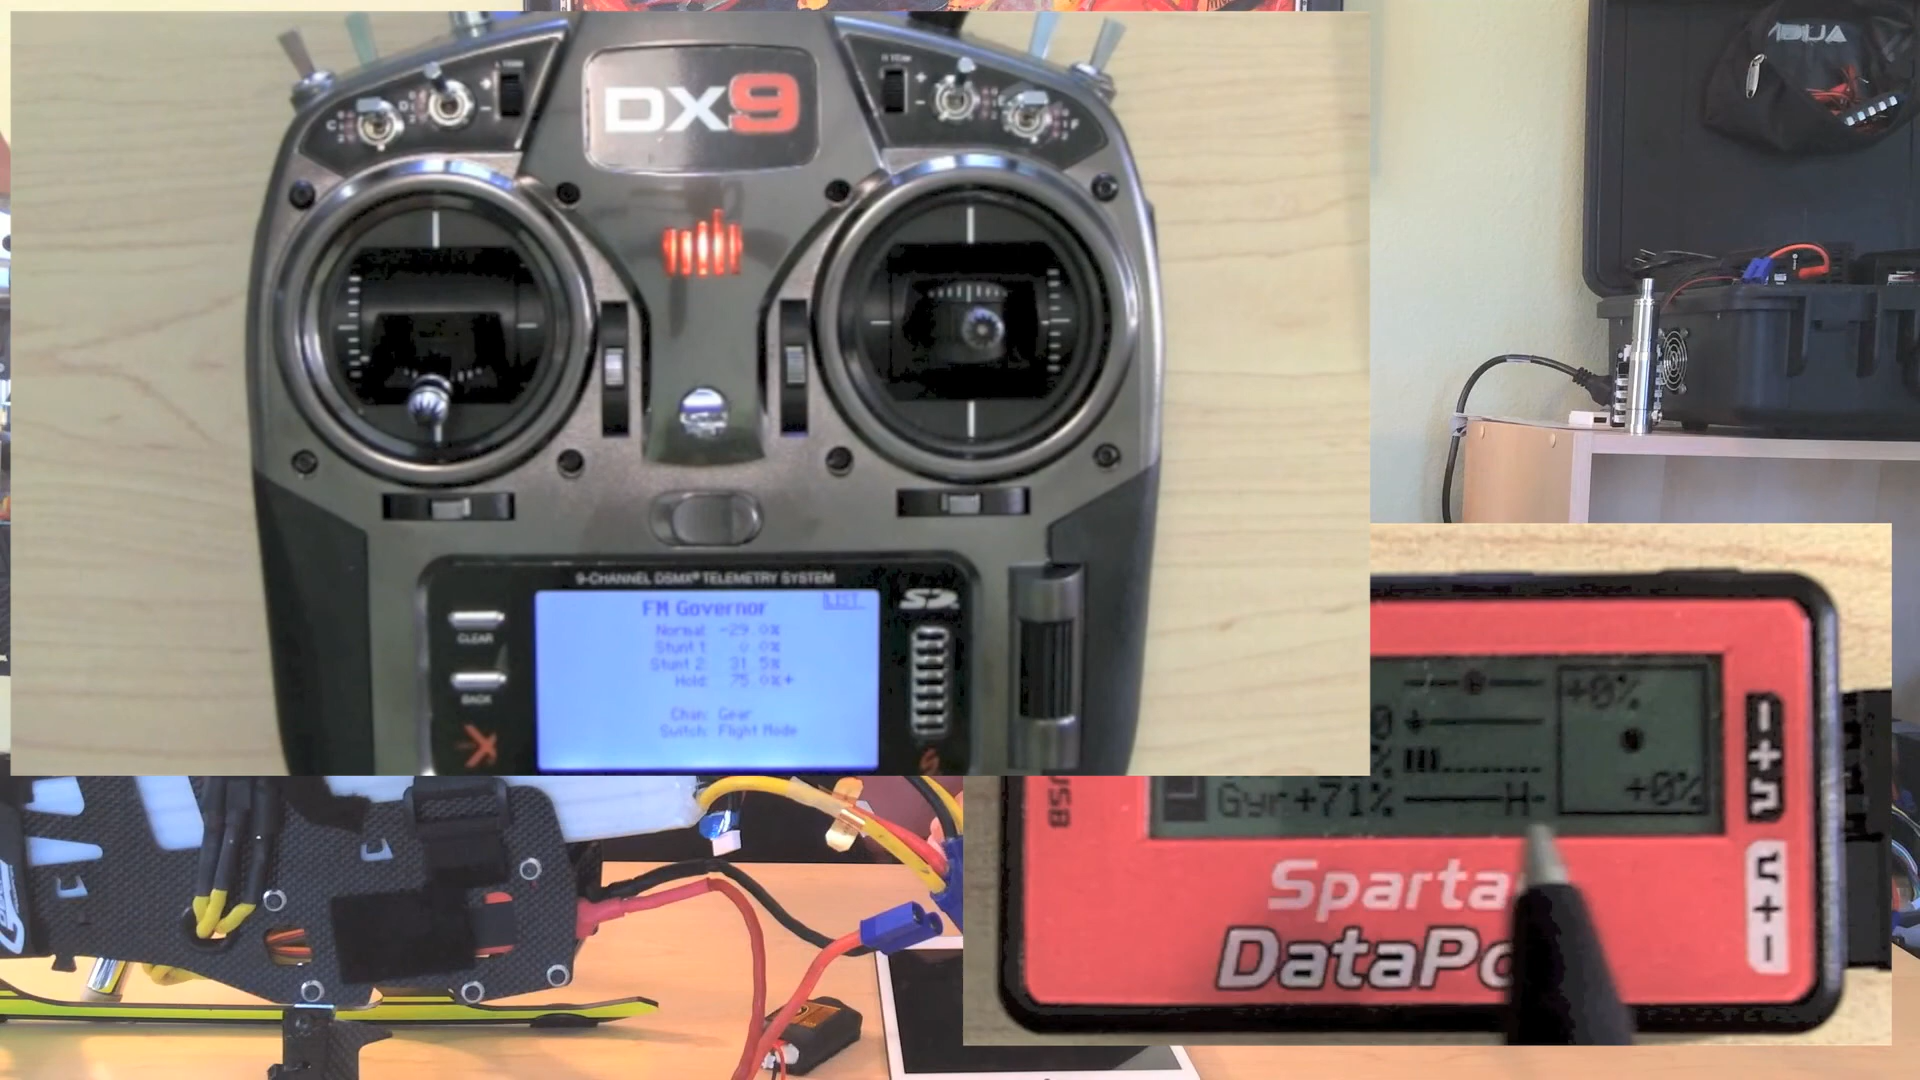 DX9
9-CHANNEL DSMX® TELEMETRY SYSTEM
CLEAR
BACK
FM Governor
LIST
Normal: -29.0%
Stunt 1: 0.0%
Stunt 2: 31.5%
Hold: 75.0%+
Chan: Gear
Switch: Flight Mode
USB
Gyr+71%
H
+0%
+0%
Sparta
DataPo